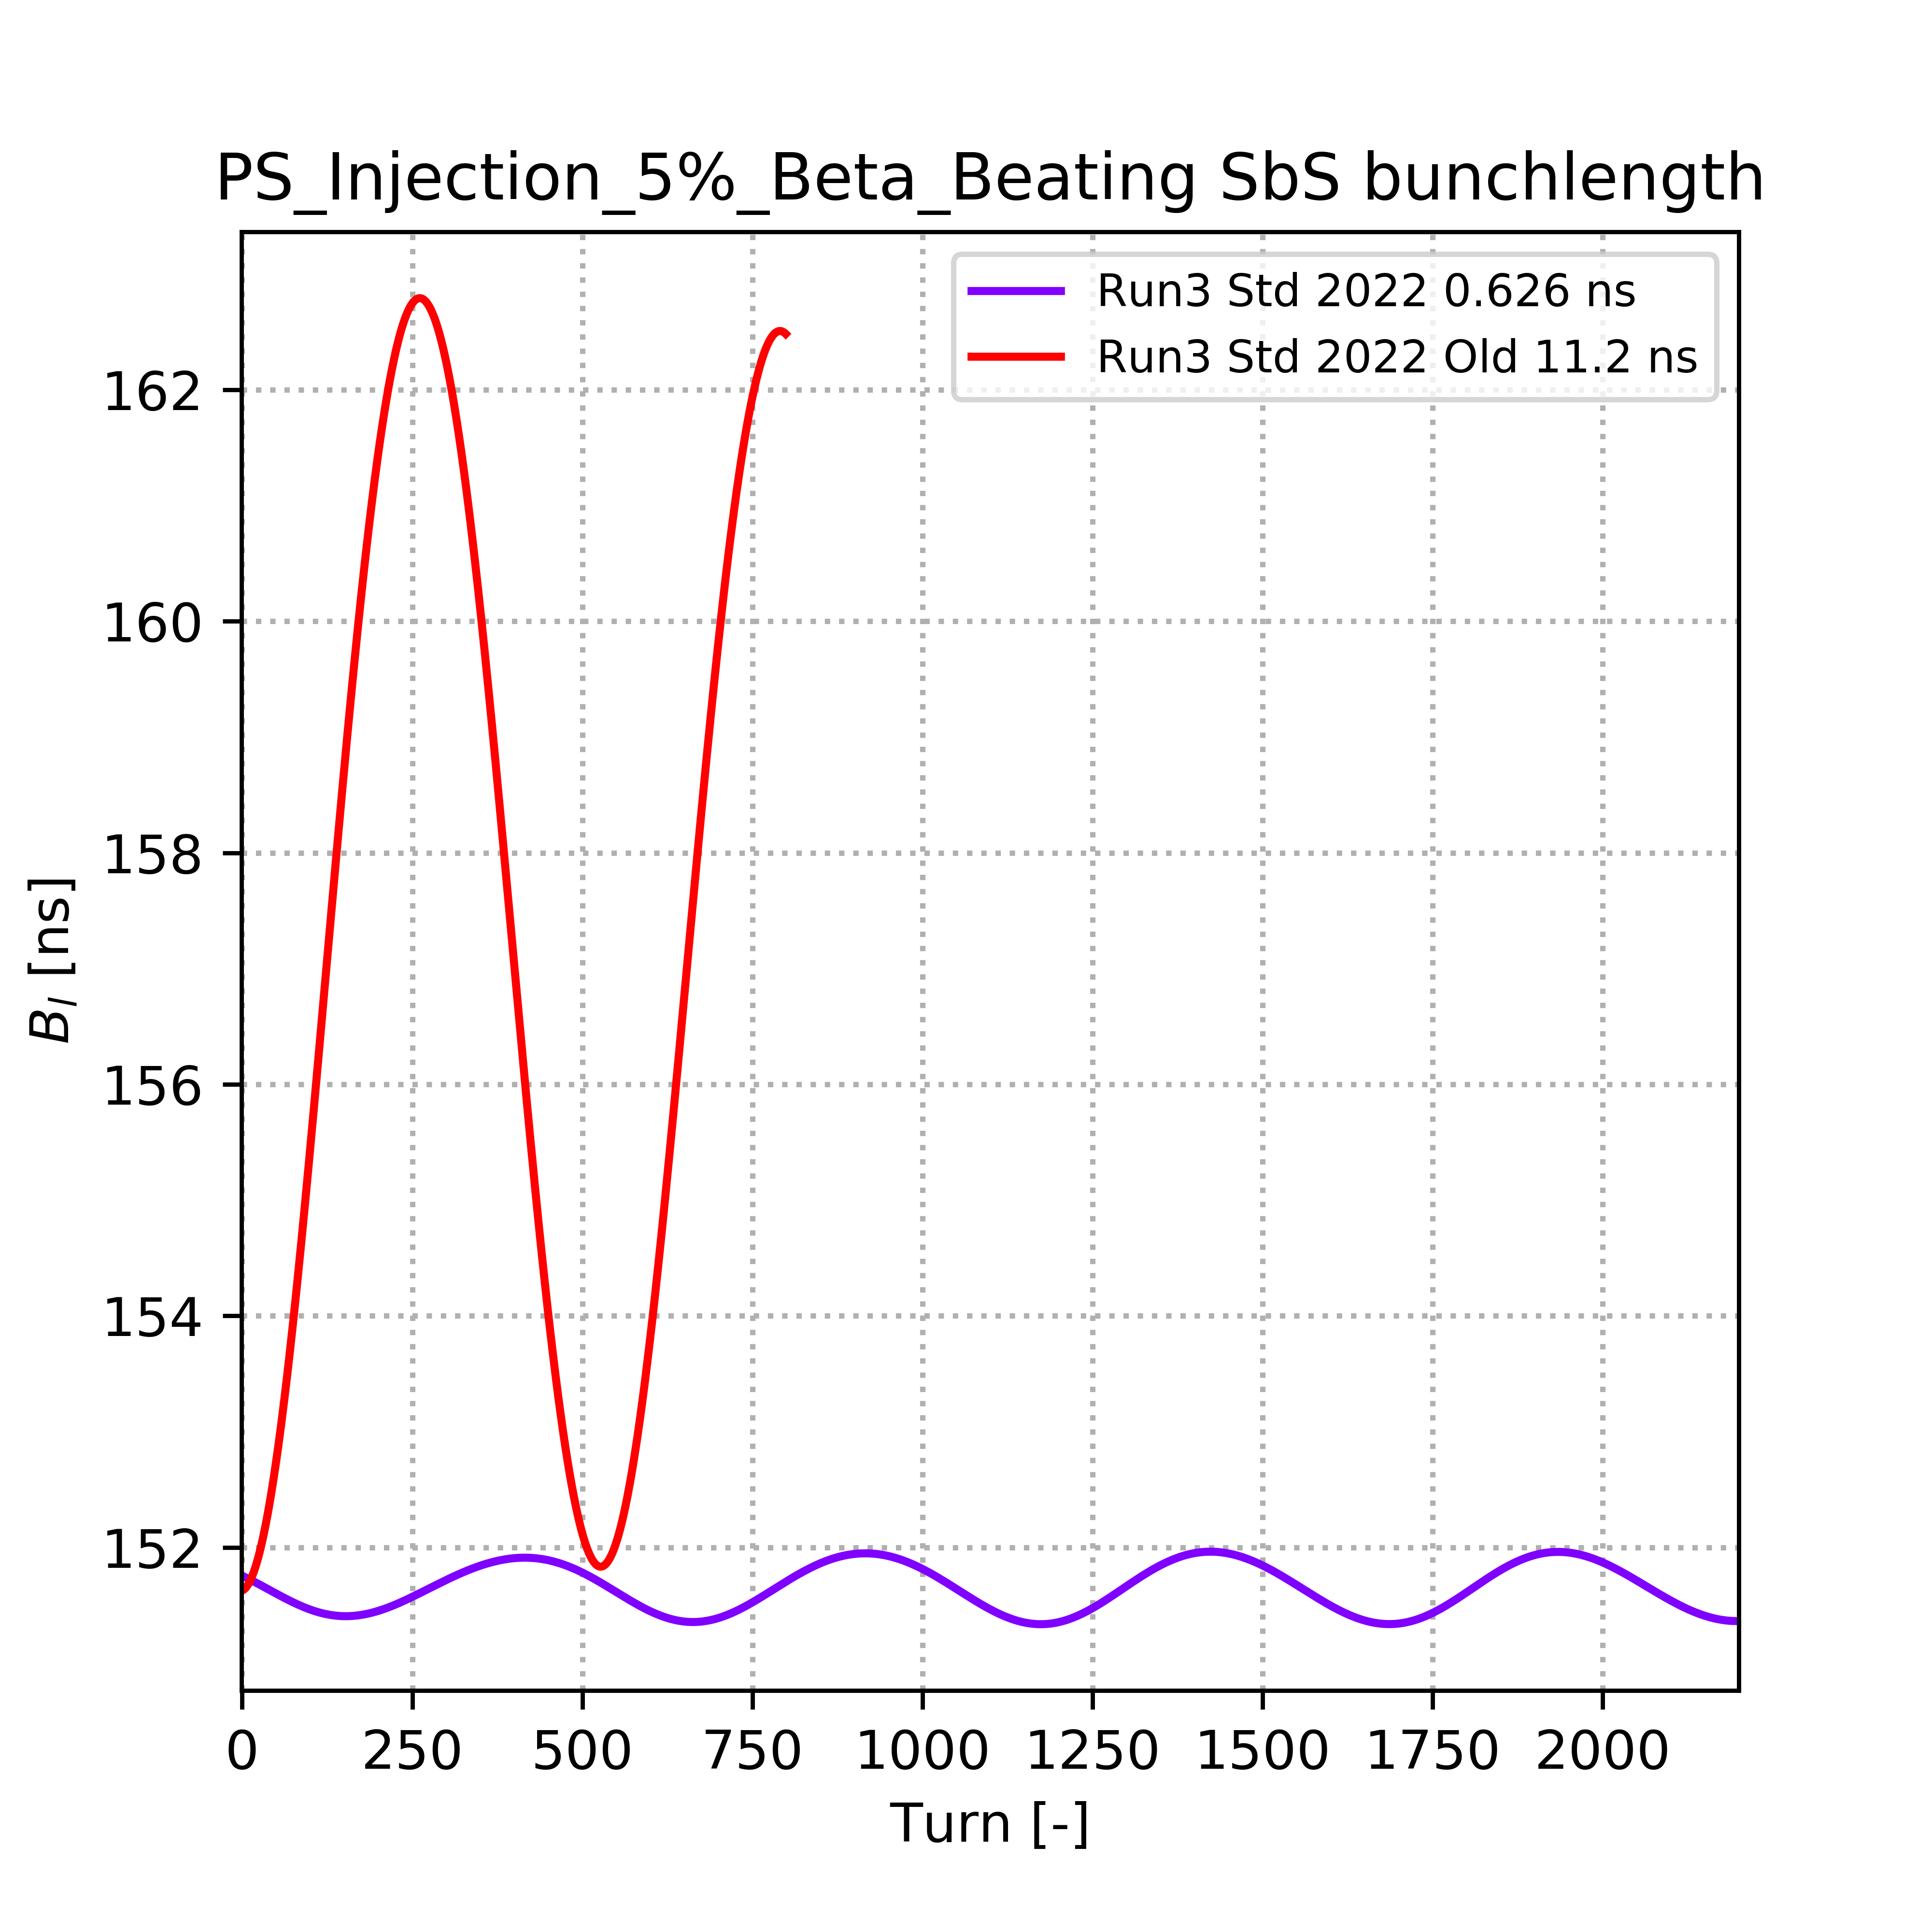 PS_Injection_5%_Beta_Beating SbS bunchlength
Run3 Std 2022 0.626 ns
Run3 Std 2022 Old 11.2 ns
162
160
158
156
154
152
B_l [ns]
0 250 500 750 1000 1250 1500 1750 2000
Turn [-]